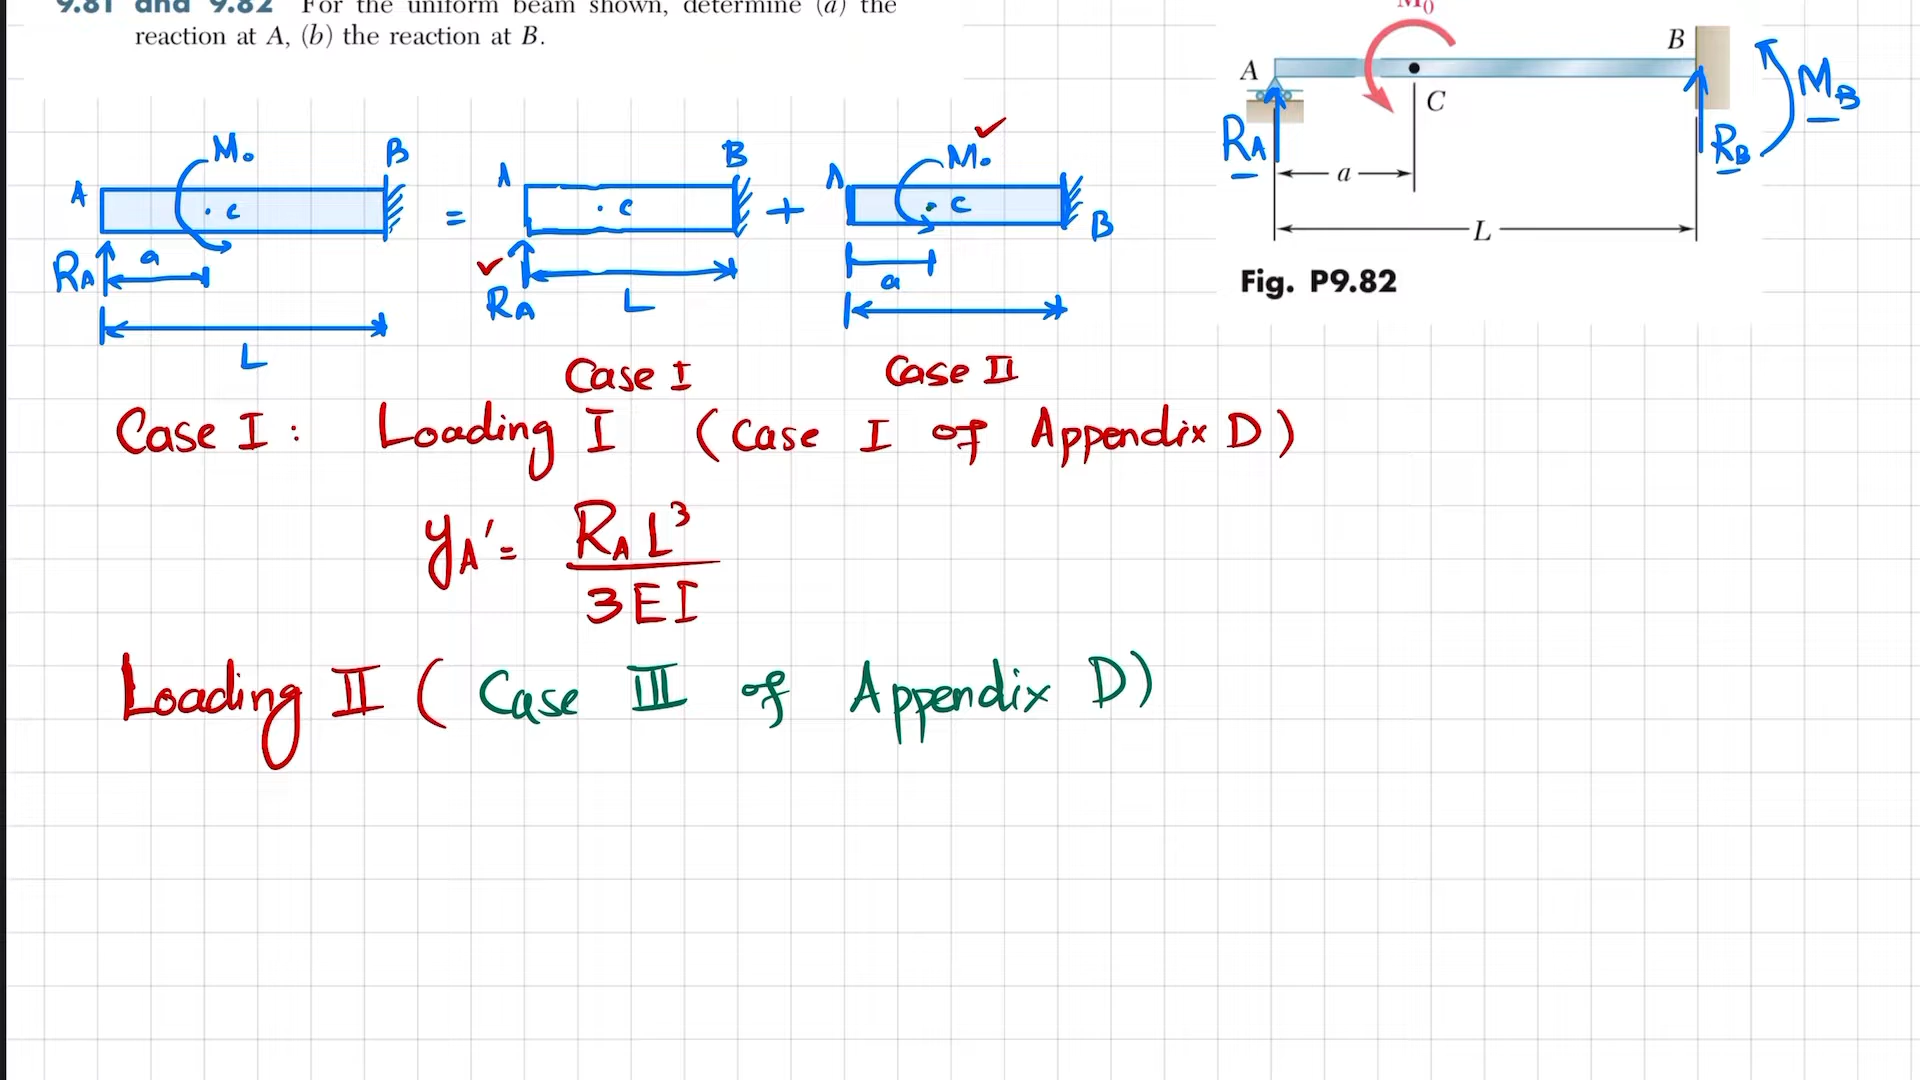 9.81 and 9.82 For the uniform beam shown, determine (a) the
reaction at A, (b) the reaction at B.
M0
A
B
C
RA
RB
MB
a
L
Fig. P9.82
A
M0
B
.c
RA
a
L
=
A
B
.c
RA
L
+
A
M0
.c
B
a
Case I
Case II
Case I : Loading I (Case I of Appendix D)
yA' = RA L³
3EI
Loading II ( Case III of Appendix D)